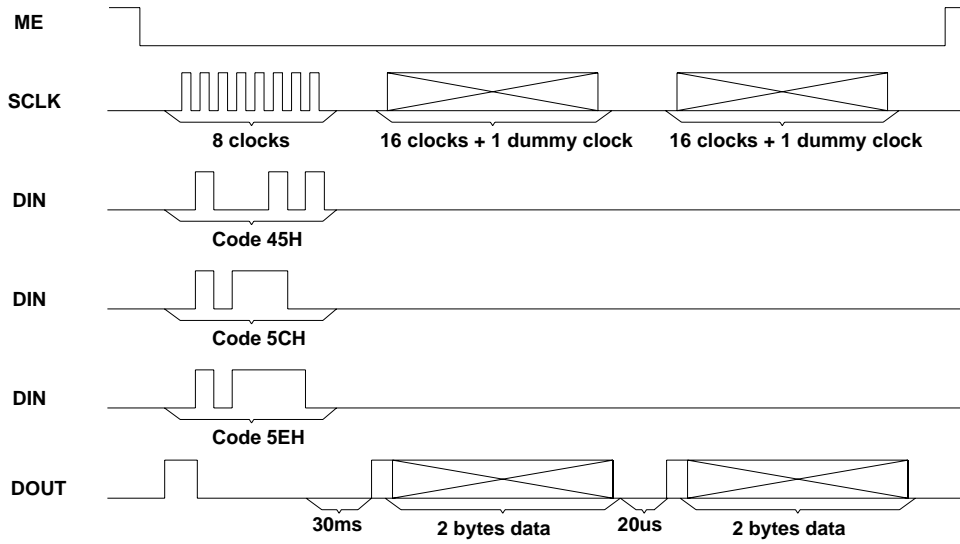 ME
SCLK
8 clocks
16 clocks + 1 dummy clock
16 clocks + 1 dummy clock
DIN
Code 45H
DIN
Code 5CH
DIN
Code 5EH
DOUT
30ms
2 bytes data
20us
2 bytes data